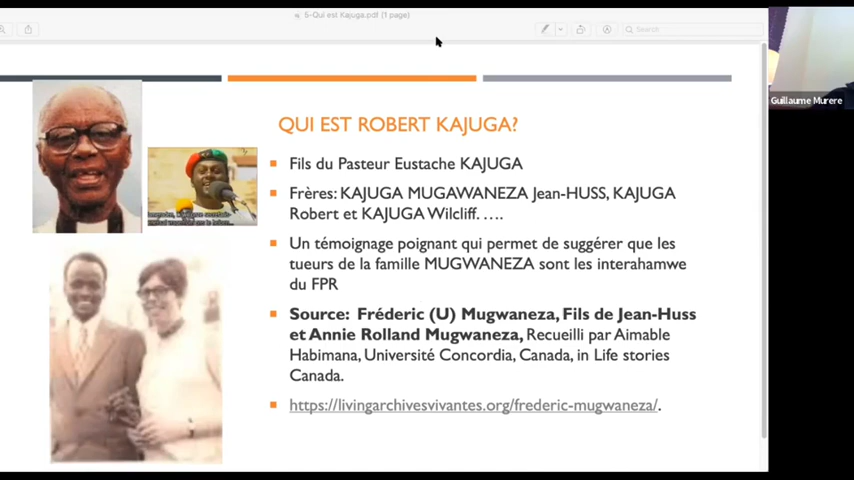 5-Qui est Kajuga.pdf (1 page)
Search
Guillaume Murere
QUI EST ROBERT KAJUGA?
Fils du Pasteur Eustache KAJUGA
Frères: KAJUGA MUGAWANEZA Jean-HUSS, KAJUGA
Robert et KAJUGA Wilcliff. ….
Un témoignage poignant qui permet de suggérer que les
tueurs de la famille MUGWANEZA sont les interahamwe
du FPR
Source: Fréderic (U) Mugwaneza, Fils de Jean-Huss
et Annie Rolland Mugwaneza, Recueilli par Aimable
Habimana, Université Concordia, Canada, in Life stories
Canada.
https://livingarchivesvivantes.org/frederic-mugwaneza/.